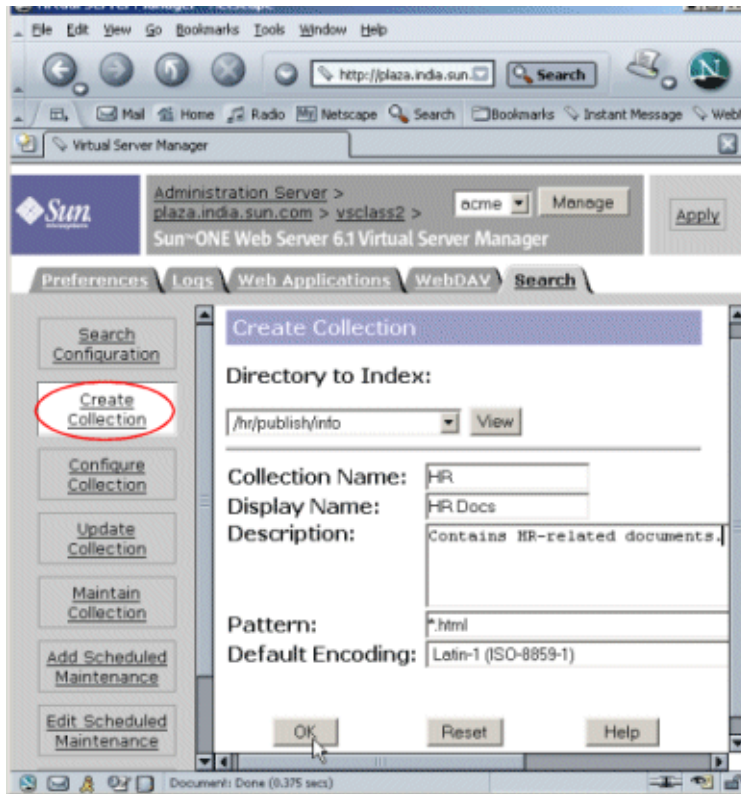 File Edit View Go Bookmarks Tools Window Help
http://plaza.india.sun.
Search
N
Mail Home Radio My Netscape Search Bookmarks Instant Message
Virtual Server Manager
Sun
Administration Server >
plaza.india.sun.com > vsclass2 >
acme
Manage
Apply
Sun ONE Web Server 6.1 Virtual Server Manager
Preferences Logs Web Applications WebDAV Search
Search
Configuration
Create
Collection
Configure
Collection
Update
Collection
Maintain
Collection
Add Scheduled
Maintenance
Edit Scheduled
Maintenance
Create Collection
Directory to Index:
/hr/publish/info
View
Collection Name: HR
Display Name: HR Docs
Description: Contains HR-related documents.
Pattern: *.html
Default Encoding: Latin-1 (ISO-8859-1)
OK Reset Help
Document: Done (0.375 secs)